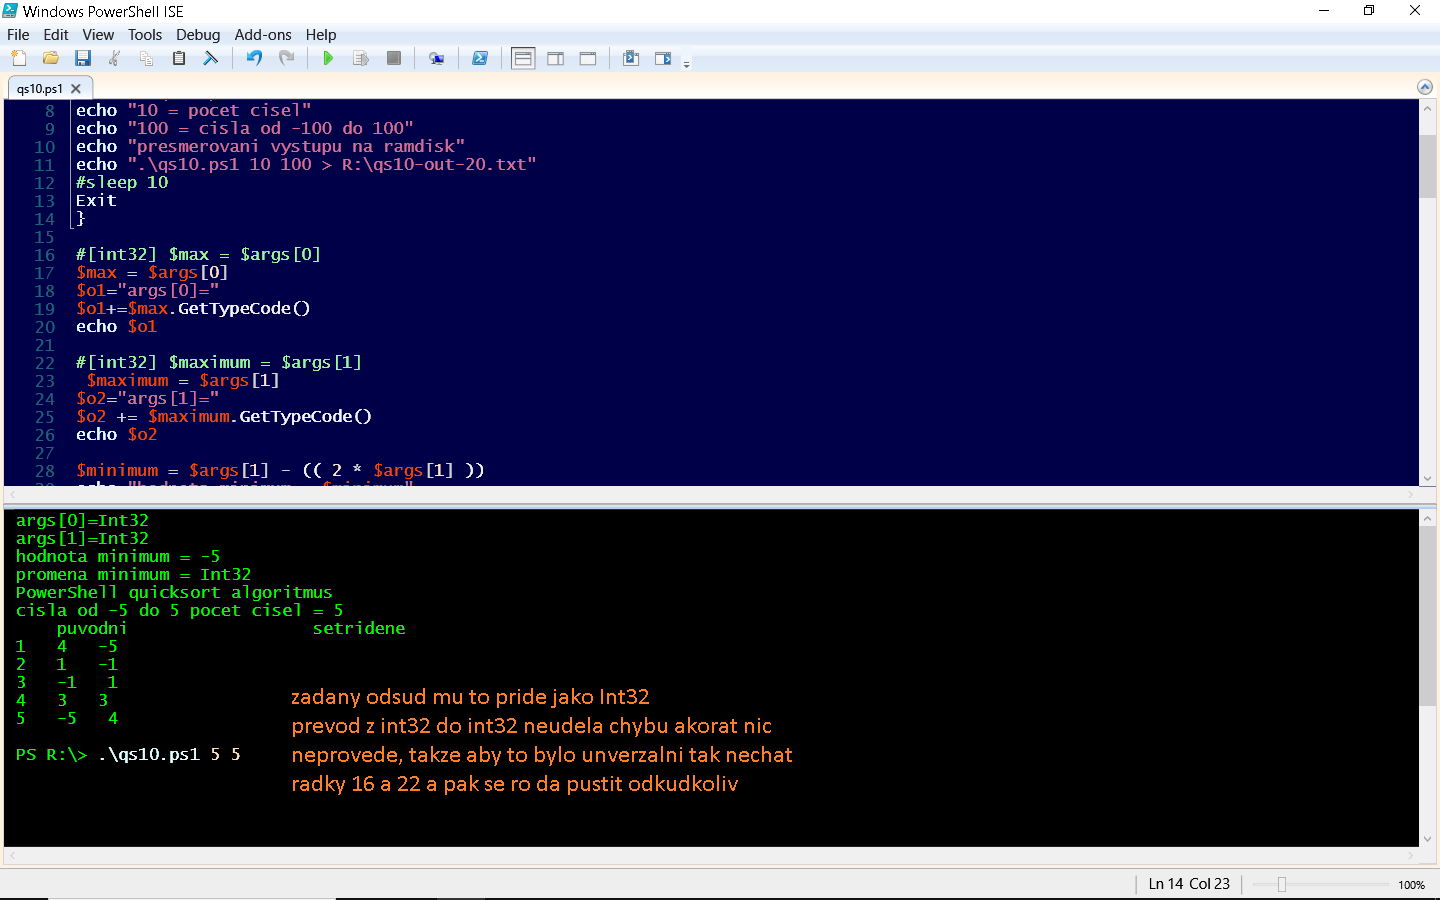 Windows PowerShell ISE
File Edit View Tools Debug Add-ons Help
qs10.ps1
8 echo "10 = pocet cisel"
9 echo "100 = cisla od -100 do 100"
10 echo "presmerovani vystupu na ramdisk"
11 echo ".\qs10.ps1 10 100 > R:\qs10-out-20.txt"
12 #sleep 10
13 Exit
14 }
15
16 #[int32] $max = $args[0]
17 $max = $args[0]
18 $o1="args[0]="
19 $o1+=$max.GetTypeCode()
20 echo $o1
21
22 #[int32] $maximum = $args[1]
23 $maximum = $args[1]
24 $o2="args[1]="
25 $o2 += $maximum.GetTypeCode()
26 echo $o2
27
28 $minimum = $args[1] - (( 2 * $args[1] ))
args[0]=Int32
args[1]=Int32
hodnota minimum = -5
promena minimum = Int32
PowerShell quicksort algoritmus
cisla od -5 do 5 pocet cisel = 5
puvodni setridene
1 4 -5
2 1 -1
3 -1 1
4 3 3
5 -5 4
PS R:\> .\qs10.ps1 5 5
zadany odsud mu to pride jako Int32
prevod z int32 do int32 neudela chybu akorat nic
neprovede, takze aby to bylo unverzalni tak nechat
radky 16 a 22 a pak se ro da pustit odkudkoliv
Ln 14 Col 23 100%